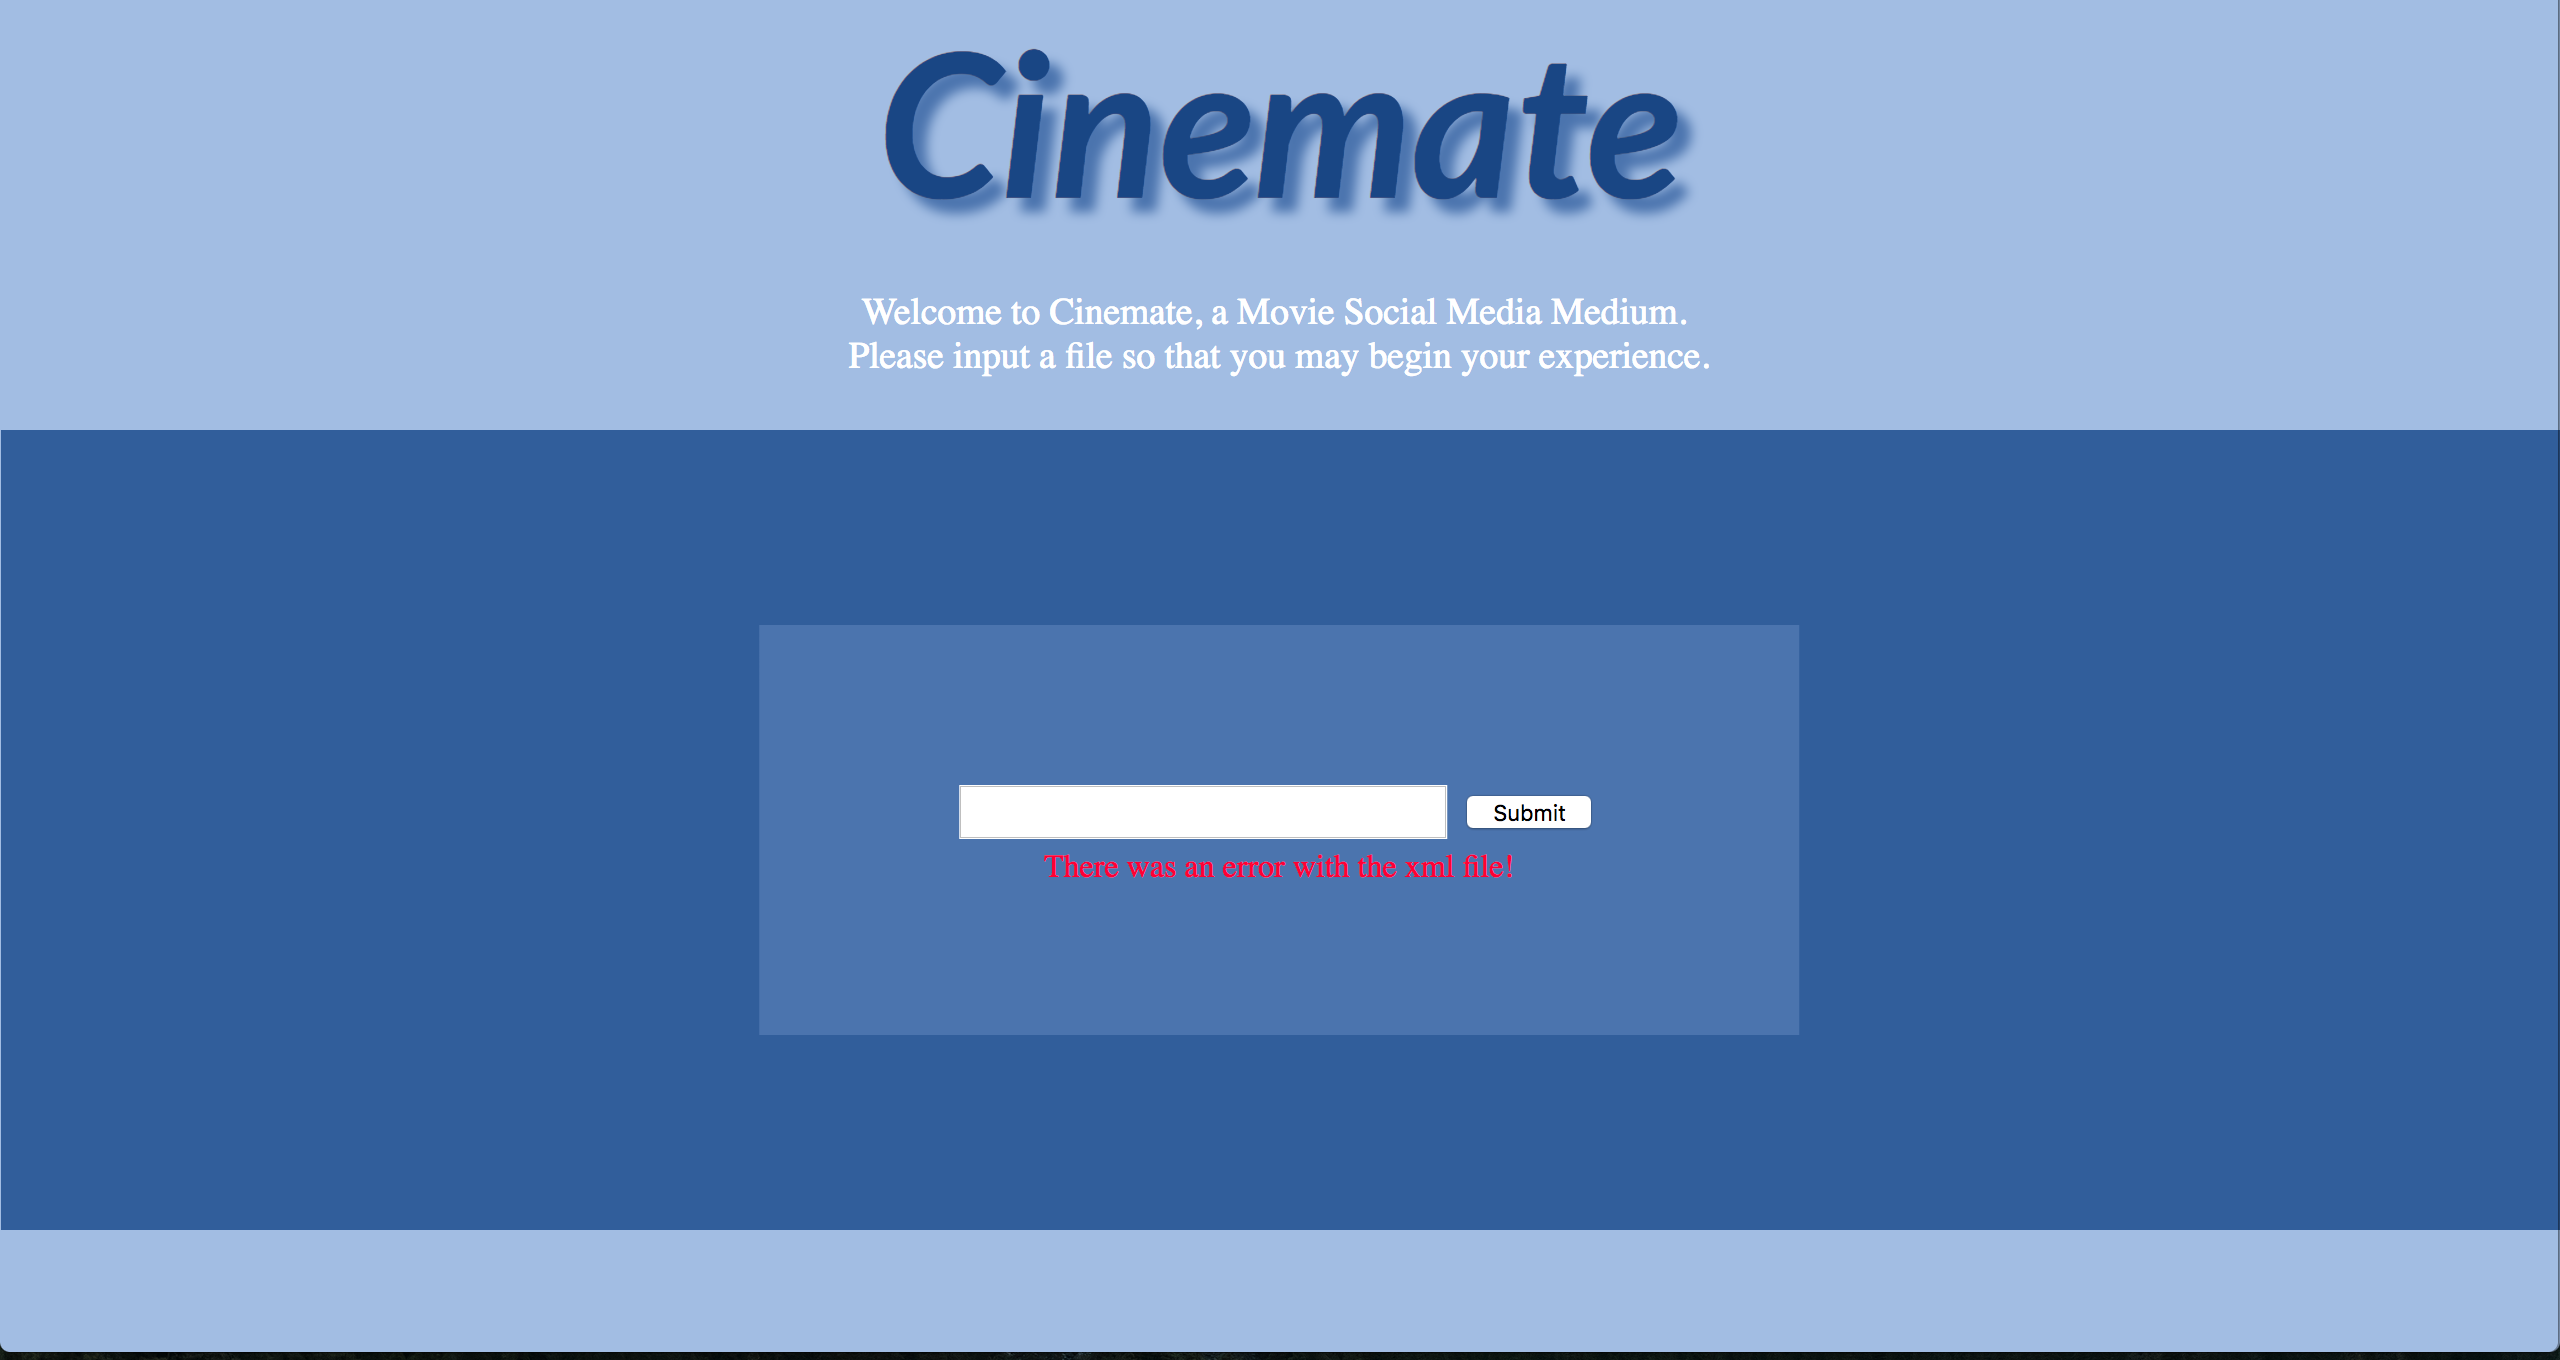 Cinemate
Welcome to Cinemate, a Movie Social Media Medium.
Please input a file so that you may begin your experience.
Submit
There was an error with the xml file!